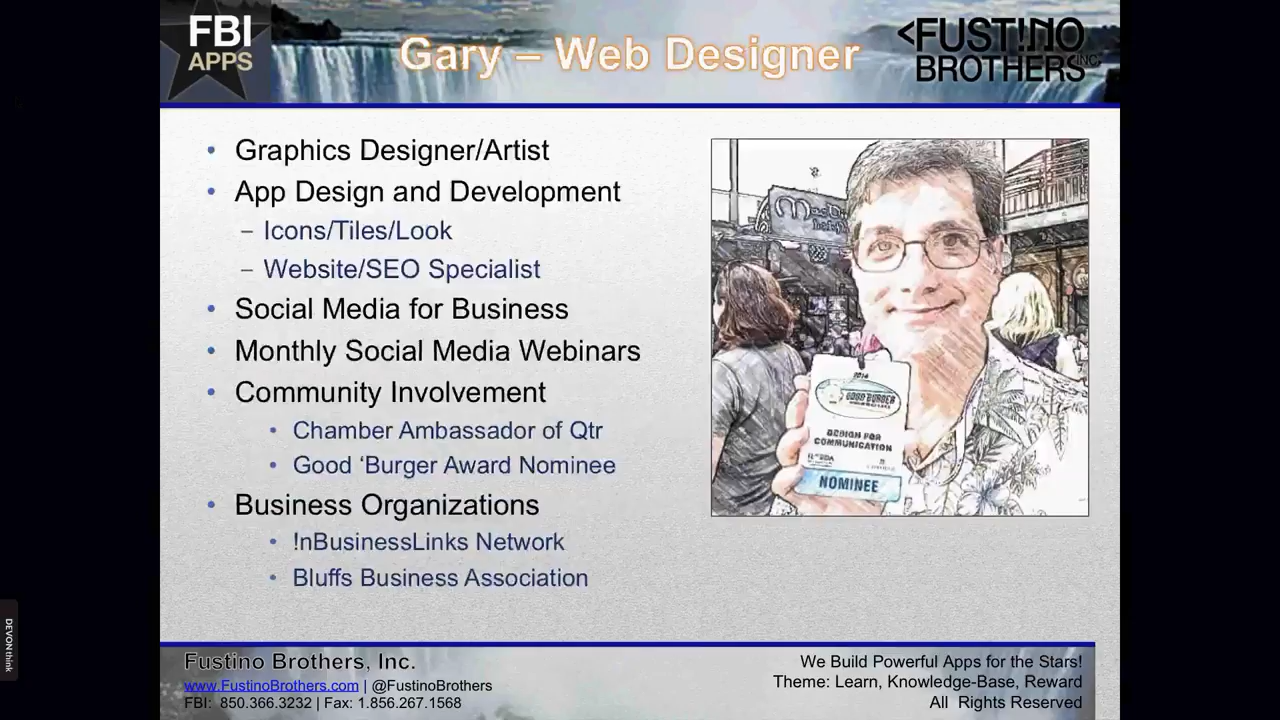 FBI
APPS
Gary – Web Designer
<FUST!NO
BROTHERS INC.
Graphics Designer/Artist
App Design and Development
– Icons/Tiles/Look
– Website/SEO Specialist
Social Media for Business
Monthly Social Media Webinars
Community Involvement
Chamber Ambassador of Qtr
Good ‘Burger Award Nominee
Business Organizations
!nBusinessLinks Network
Bluffs Business Association
2014
GOOD BURGER
DESIGN FOR
COMMUNICATION
NOMINEE
Fustino Brothers, Inc.
www.FustinoBrothers.com | @FustinoBrothers
FBI: 850.366.3232 | Fax: 1.856.267.1568
We Build Powerful Apps for the Stars!
Theme: Learn, Knowledge-Base, Reward
All Rights Reserved
DEVONthink